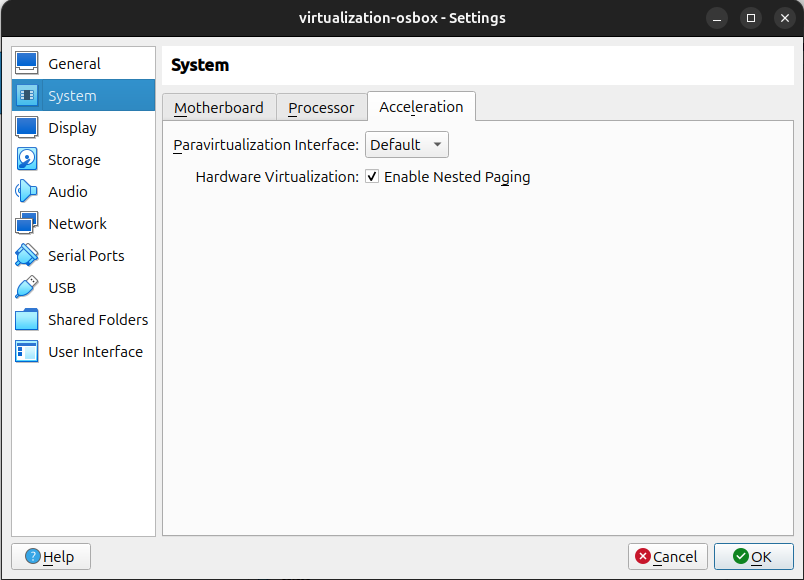 virtualization-osbox - Settings
General
System
Display
Storage
Audio
Network
Serial Ports
USB
Shared Folders
User Interface
System
Motherboard
Processor
Acceleration
Paravirtualization Interface: Default
Hardware Virtualization: Enable Nested Paging
Help
Cancel
OK